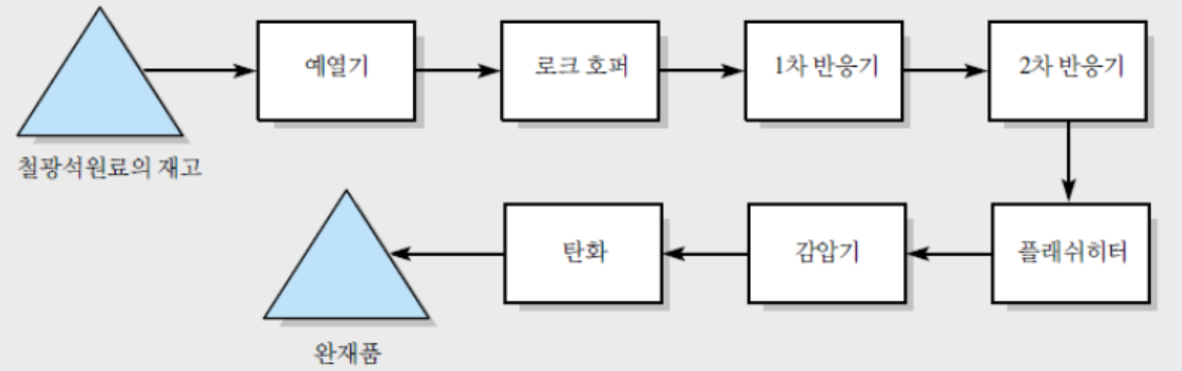 예열기
로크 호퍼
1차 반응기
2차 반응기
철광석원료의 재고
플래쉬히터
감압기
탄화
완재품